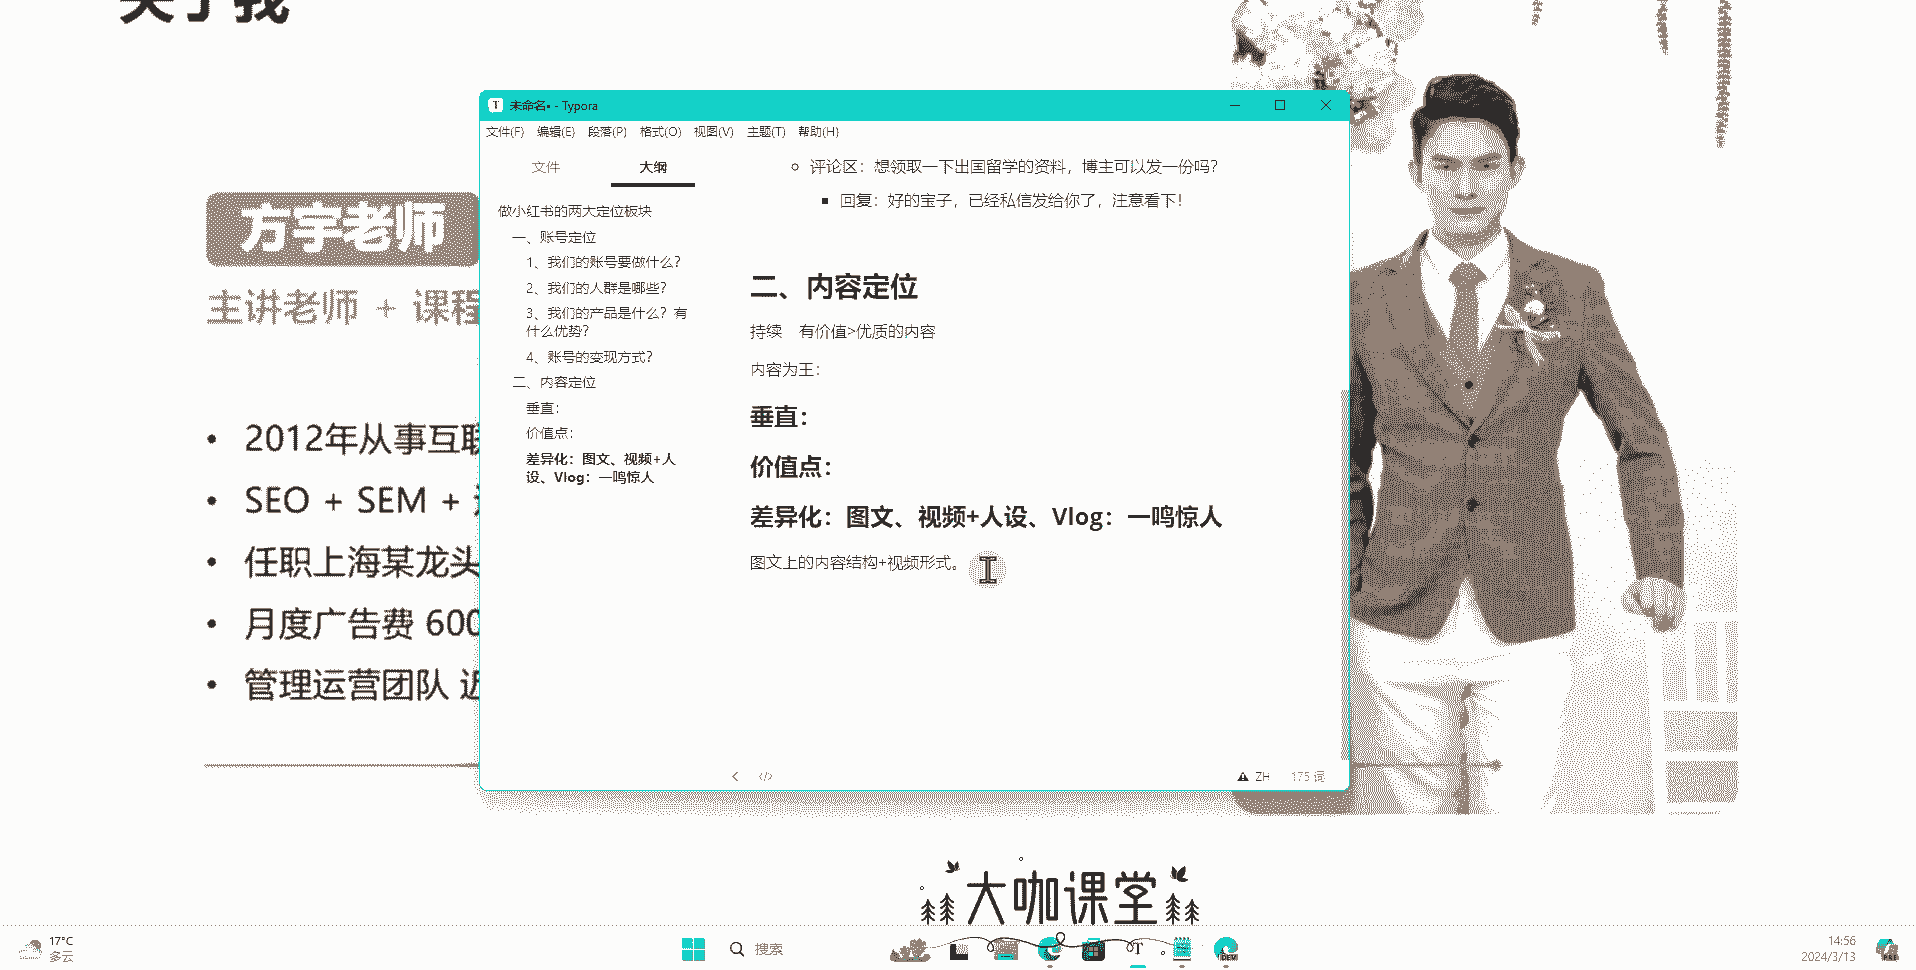 关于我
未命名• - Typora
文件(F) 编辑(E) 段落(P) 格式(O) 视图(V) 主题(T) 帮助(H)
文件 大纲
做小红书的两大定位板块
一、账号定位
1、我们的账号要做什么？
2、我们的人群是哪些？
3、我们的产品是什么？有
什么优势？
4、账号的变现方式？
二、内容定位
垂直：
价值点：
差异化：图文、视频+人
设、Vlog：一鸣惊人
评论区：想领取一下出国留学的资料，博主可以发一份吗？
回复：好的宝子，已经私信发给你了，注意看下！
二、内容定位
持续 有价值>优质的内容
内容为王：
垂直：
价值点：
差异化：图文、视频+人设、Vlog：一鸣惊人
图文上的内容结构+视频形式。
ZH 175 词
方宇老师
主讲老师 + 课程
2012年从事互联
SEO + SEM +
任职上海某龙头
月度广告费 600
管理运营团队 近
大咖课堂
17°C
多云
搜索
14:56
2024/3/13